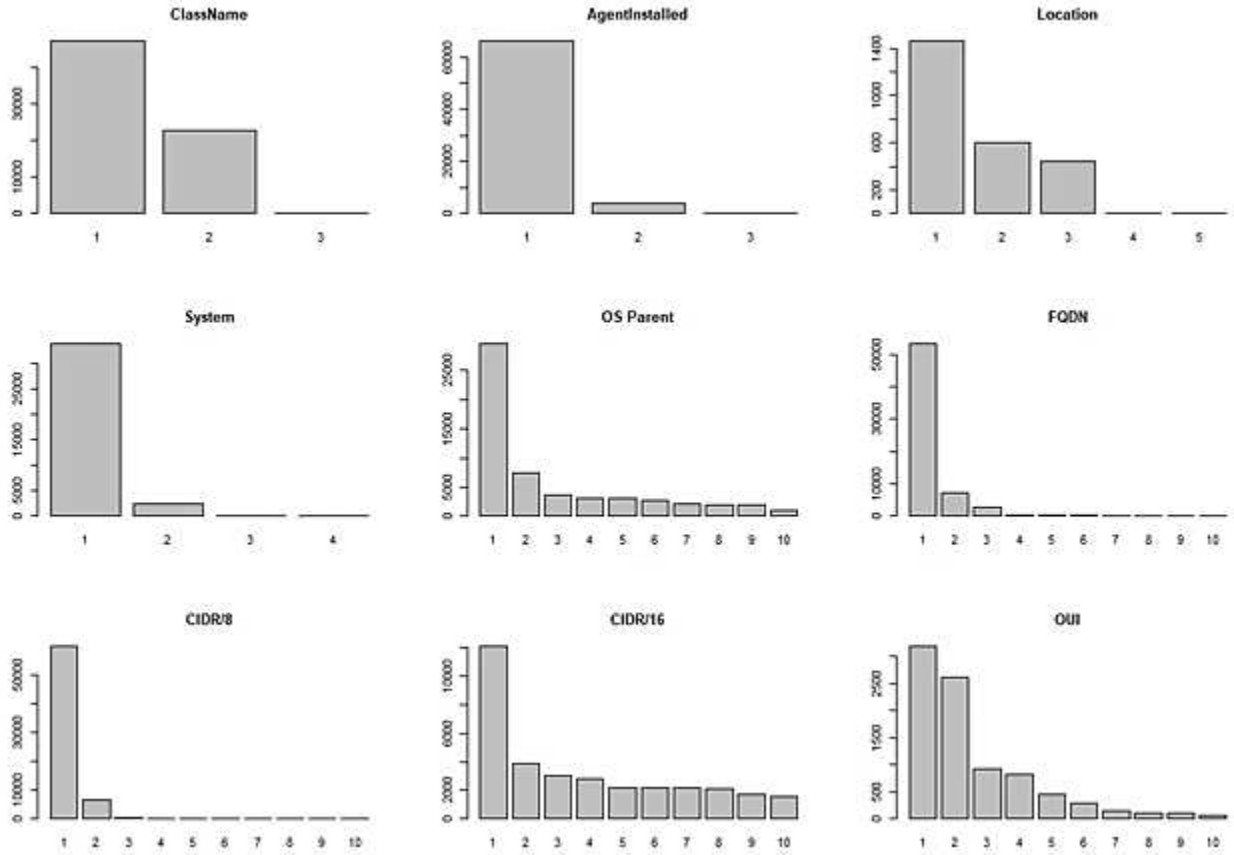 ClassName
30000
10000
0
1 2 3
AgentInstalled
60000
40000
20000
0
1 2 3
Location
1400
1000
600
200
0
1 2 3 4 5
System
25000
15000
5000
0
1 2 3 4
OS Parent
25000
15000
5000
0
1 2 3 4 5 6 7 8 9 10
FQDN
50000
30000
10000
0
1 2 3 4 5 6 7 8 9 10
CIDR/8
50000
30000
10000
0
1 2 3 4 5 6 7 8 9 10
CIDR/16
10000
6000
2000
0
1 2 3 4 5 6 7 8 9 10
OUI
2500
1500
500
0
1 2 3 4 5 6 7 8 9 10